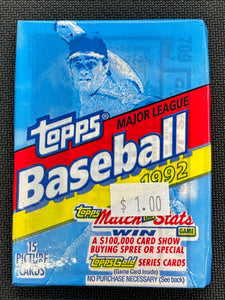 Topps®
MAJOR LEAGUE
Baseball
1992
$1.00
Topps Match the Stats
WIN GAME
A $100,000 CARD SHOW
BUYING SPREE OR SPECIAL
Topps Gold SERIES CARDS
(Game Card Inside)
NO PURCHASE NECESSARY (See back)
15
PICTURE
CARDS